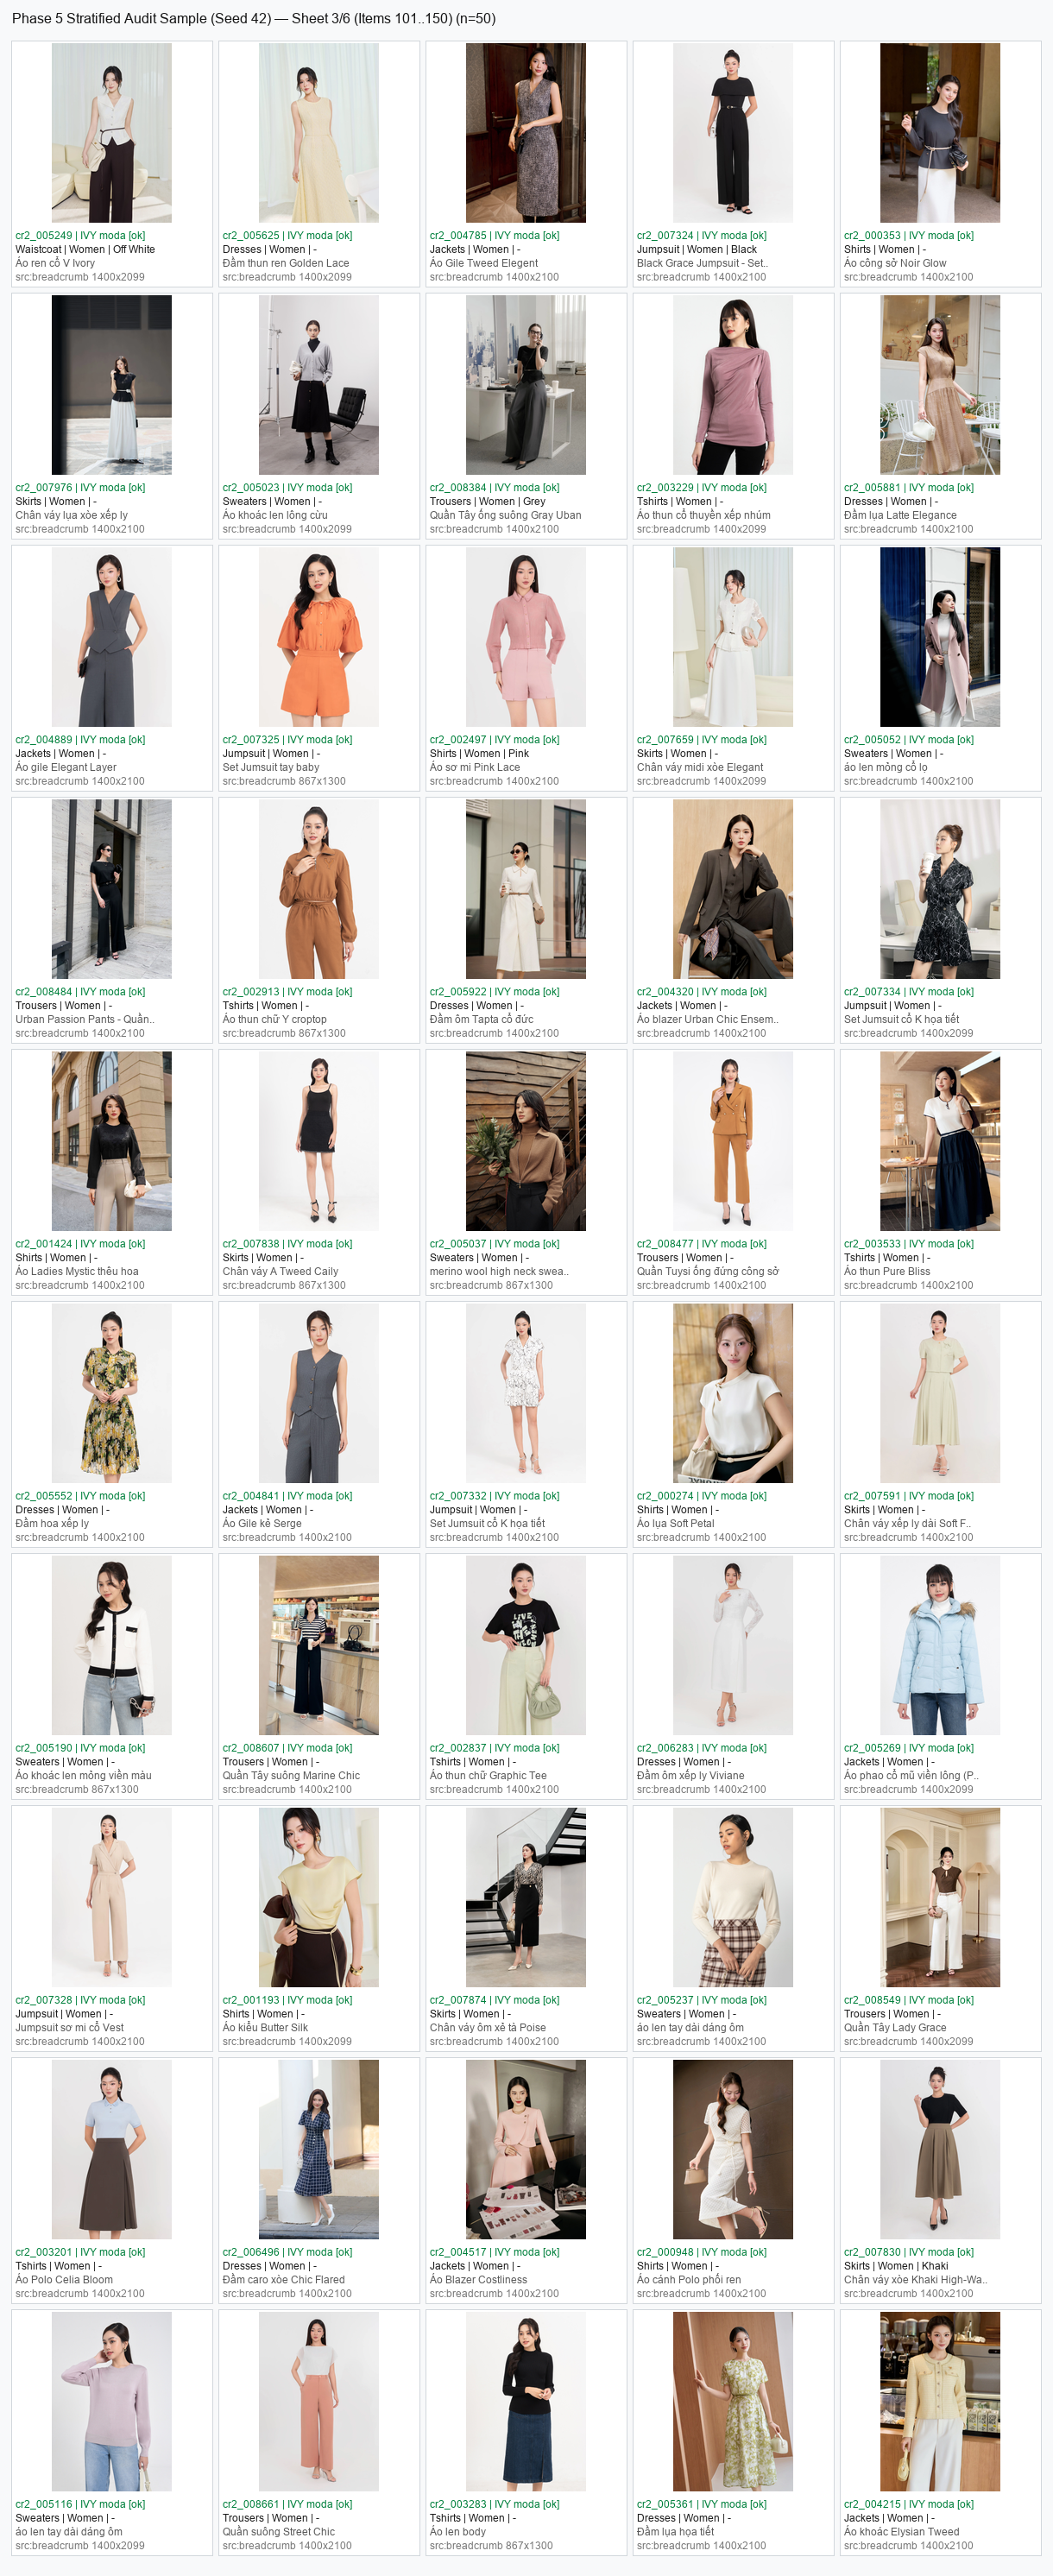 Phase 5 Stratified Audit Sample (Seed 42) — Sheet 3/6 (Items 101..150) (n=50)
cr2_005249 | IVY moda [ok]
Waistcoat | Women | Off White
Áo ren cổ V Ivory
src:breadcrumb 1400x2099
cr2_005625 | IVY moda [ok]
Dresses | Women | -
Đầm thun ren Golden Lace
src:breadcrumb 1400x2099
cr2_004785 | IVY moda [ok]
Jackets | Women | -
Áo Gile Tweed Elegent
src:breadcrumb 1400x2100
cr2_007324 | IVY moda [ok]
Jumpsuit | Women | Black
Black Grace Jumpsuit - Set..
src:breadcrumb 1400x2100
cr2_000353 | IVY moda [ok]
Shirts | Women | -
Áo công sở Noir Glow
src:breadcrumb 1400x2100
cr2_007976 | IVY moda [ok]
Skirts | Women | -
Chân váy lụa xòe xếp ly
src:breadcrumb 1400x2100
cr2_005023 | IVY moda [ok]
Sweaters | Women | -
Áo khoác len lông cừu
src:breadcrumb 1400x2099
cr2_008384 | IVY moda [ok]
Trousers | Women | Grey
Quần Tây ống suông Gray Uban
src:breadcrumb 1400x2100
cr2_003229 | IVY moda [ok]
Tshirts | Women | -
Áo thun cổ thuyền xếp nhúm
src:breadcrumb 1400x2099
cr2_005881 | IVY moda [ok]
Dresses | Women | -
Đầm lụa Latte Elegance
src:breadcrumb 1400x2100
cr2_004889 | IVY moda [ok]
Jackets | Women | -
Áo gile Elegant Layer
src:breadcrumb 1400x2100
cr2_007325 | IVY moda [ok]
Jumpsuit | Women | -
Set Jumsuit tay baby
src:breadcrumb 867x1300
cr2_002497 | IVY moda [ok]
Shirts | Women | Pink
Áo sơ mi Pink Lace
src:breadcrumb 1400x2100
cr2_007659 | IVY moda [ok]
Skirts | Women | -
Chân váy midi xòe Elegant
src:breadcrumb 1400x2099
cr2_005052 | IVY moda [ok]
Sweaters | Women | -
áo len mỏng cổ lọ
src:breadcrumb 1400x2100
cr2_008484 | IVY moda [ok]
Trousers | Women | -
Urban Passion Pants - Quần..
src:breadcrumb 1400x2100
cr2_002913 | IVY moda [ok]
Tshirts | Women | -
Áo thun chữ Y croptop
src:breadcrumb 867x1300
cr2_005922 | IVY moda [ok]
Dresses | Women | -
Đầm ôm Tapta cổ đức
src:breadcrumb 1400x2100
cr2_004320 | IVY moda [ok]
Jackets | Women | -
Áo blazer Urban Chic Ensem..
src:breadcrumb 1400x2100
cr2_007334 | IVY moda [ok]
Jumpsuit | Women | -
Set Jumsuit cổ K họa tiết
src:breadcrumb 1400x2099
cr2_001424 | IVY moda [ok]
Shirts | Women | -
Áo Ladies Mystic thêu hoa
src:breadcrumb 1400x2100
cr2_007838 | IVY moda [ok]
Skirts | Women | -
Chân váy A Tweed Caily
src:breadcrumb 867x1300
cr2_005037 | IVY moda [ok]
Sweaters | Women | -
merino wool high neck swea..
src:breadcrumb 867x1300
cr2_008477 | IVY moda [ok]
Trousers | Women | -
Quần Tuysi ống đứng công sở
src:breadcrumb 1400x2100
cr2_003533 | IVY moda [ok]
Tshirts | Women | -
Áo thun Pure Bliss
src:breadcrumb 1400x2100
cr2_005552 | IVY moda [ok]
Dresses | Women | -
Đầm hoa xếp ly
src:breadcrumb 1400x2100
cr2_004841 | IVY moda [ok]
Jackets | Women | -
Áo Gile kẻ Serge
src:breadcrumb 1400x2100
cr2_007332 | IVY moda [ok]
Jumpsuit | Women | -
Set Jumsuit cổ K họa tiết
src:breadcrumb 1400x2100
cr2_000274 | IVY moda [ok]
Shirts | Women | -
Áo lụa Soft Petal
src:breadcrumb 1400x2100
cr2_007591 | IVY moda [ok]
Skirts | Women | -
Chân váy xếp ly dài Soft F..
src:breadcrumb 1400x2100
LIVE
cr2_005190 | IVY moda [ok]
Sweaters | Women | -
Áo khoác len mỏng viền màu
src:breadcrumb 867x1300
cr2_008607 | IVY moda [ok]
Trousers | Women | -
Quần Tây suông Marine Chic
src:breadcrumb 1400x2100
cr2_002837 | IVY moda [ok]
Tshirts | Women | -
Áo thun chữ Graphic Tee
src:breadcrumb 1400x2100
cr2_006283 | IVY moda [ok]
Dresses | Women | -
Đầm ôm xếp ly Viviane
src:breadcrumb 1400x2100
cr2_005269 | IVY moda [ok]
Jackets | Women | -
Áo phao cổ mũ viền lông (P..
src:breadcrumb 1400x2099
cr2_007328 | IVY moda [ok]
Jumpsuit | Women | -
Jumpsuit sơ mi cổ Vest
src:breadcrumb 1400x2100
cr2_001193 | IVY moda [ok]
Shirts | Women | -
Áo kiểu Butter Silk
src:breadcrumb 1400x2099
cr2_007874 | IVY moda [ok]
Skirts | Women | -
Chân váy ôm xẻ tà Poise
src:breadcrumb 1400x2100
cr2_005237 | IVY moda [ok]
Sweaters | Women | -
áo len tay dài dáng ôm
src:breadcrumb 1400x2100
cr2_008549 | IVY moda [ok]
Trousers | Women | -
Quần Tây Lady Grace
src:breadcrumb 1400x2099
cr2_003201 | IVY moda [ok]
Tshirts | Women | -
Áo Polo Celia Bloom
src:breadcrumb 1400x2100
cr2_006496 | IVY moda [ok]
Dresses | Women | -
Đầm caro xòe Chic Flared
src:breadcrumb 1400x2100
cr2_004517 | IVY moda [ok]
Jackets | Women | -
Áo Blazer Costliness
src:breadcrumb 1400x2100
cr2_000948 | IVY moda [ok]
Shirts | Women | -
Áo cánh Polo phối ren
src:breadcrumb 1400x2100
cr2_007830 | IVY moda [ok]
Skirts | Women | Khaki
Chân váy xòe Khaki High-Wa..
src:breadcrumb 1400x2100
cr2_005116 | IVY moda [ok]
Sweaters | Women | -
áo len tay dài dáng ôm
src:breadcrumb 1400x2099
cr2_008661 | IVY moda [ok]
Trousers | Women | -
Quần suông Street Chic
src:breadcrumb 1400x2100
cr2_003283 | IVY moda [ok]
Tshirts | Women | -
Áo len body
src:breadcrumb 867x1300
cr2_005361 | IVY moda [ok]
Dresses | Women | -
Đầm lụa họa tiết
src:breadcrumb 1400x2100
cr2_004215 | IVY moda [ok]
Jackets | Women | -
Áo khoác Elysian Tweed
src:breadcrumb 1400x2100